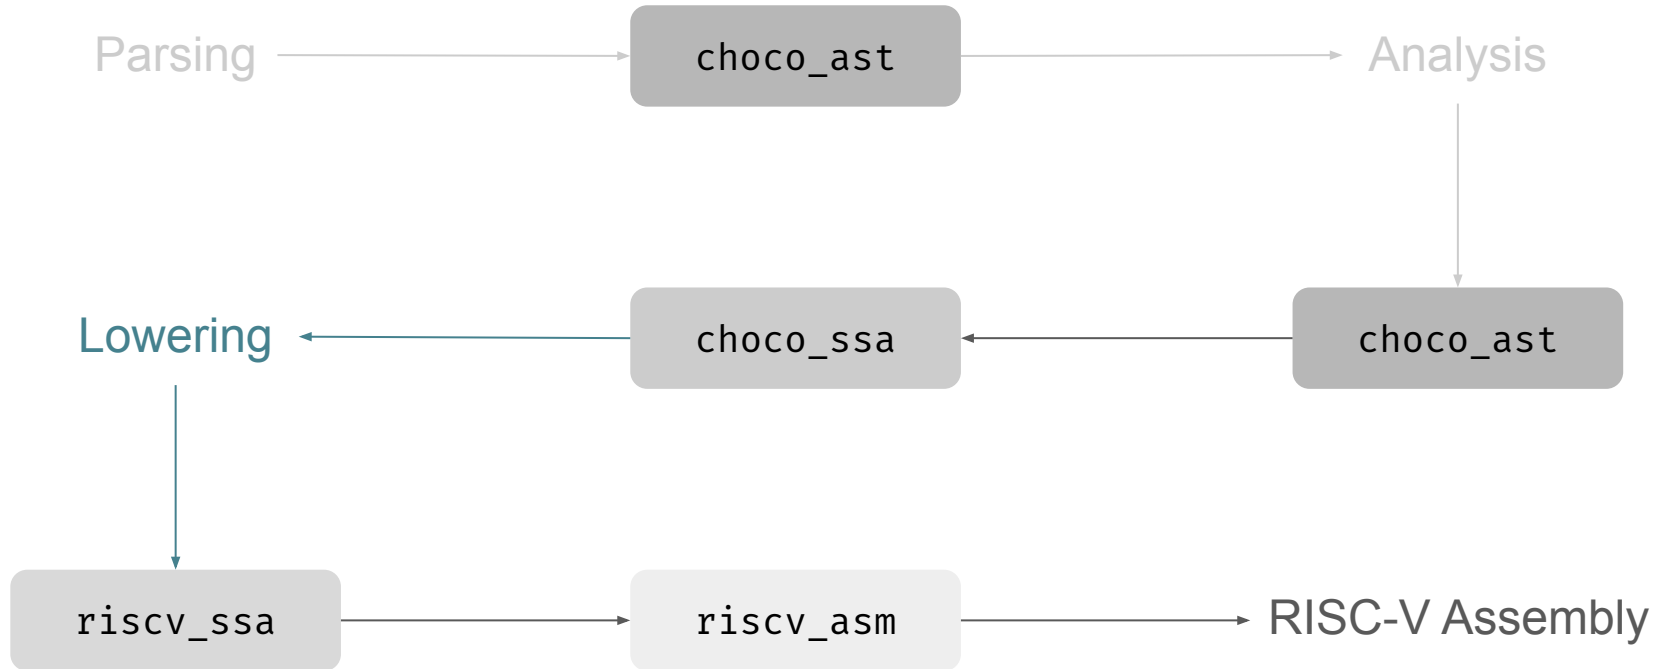 Parsing
choco_ast
Analysis
Lowering
choco_ssa
choco_ast
riscv_ssa
riscv_asm
RISC-V Assembly